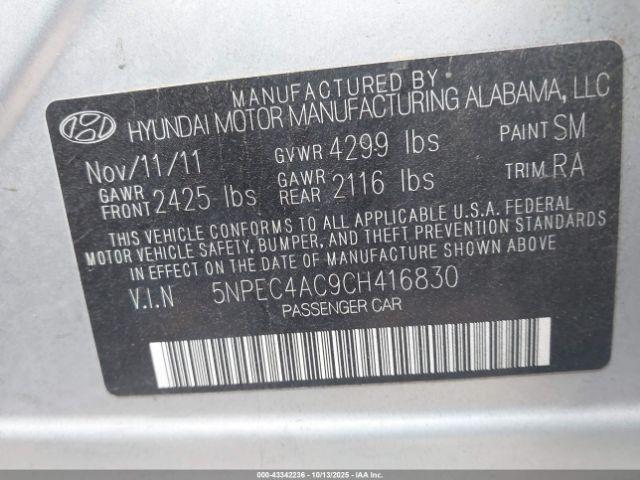 MANUFACTURED BY
HYUNDAI MOTOR MANUFACTURING ALABAMA, LLC
Nov/11/11 GVWR 4299 lbs PAINT SM
GAWR FRONT 2425 lbs GAWR REAR 2116 lbs TRIM RA
THIS VEHICLE CONFORMS TO ALL APPLICABLE U.S.A. FEDERAL
MOTOR VEHICLE SAFETY, BUMPER, AND THEFT PREVENTION STANDARDS
IN EFFECT ON THE DATE OF MANUFACTURE SHOWN ABOVE
V.I.N 5NPEC4AC9CH416830
PASSENGER CAR
000-43342236 - 10/13/2025 - IAAI.COM